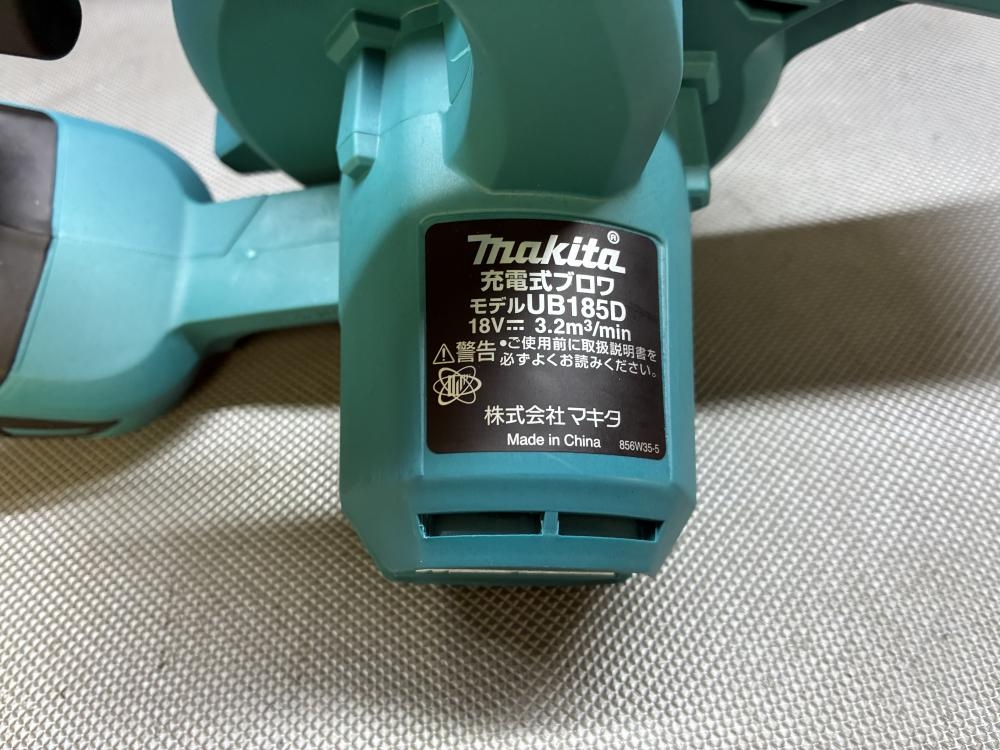 makita®
充電式ブロワ
モデルUB185D
18V⎓ 3.2m³/min
⚠警告 •ご使用前に取扱説明書を
必ずよくお読みください。
株式会社マキタ
Made in China 856W35-5